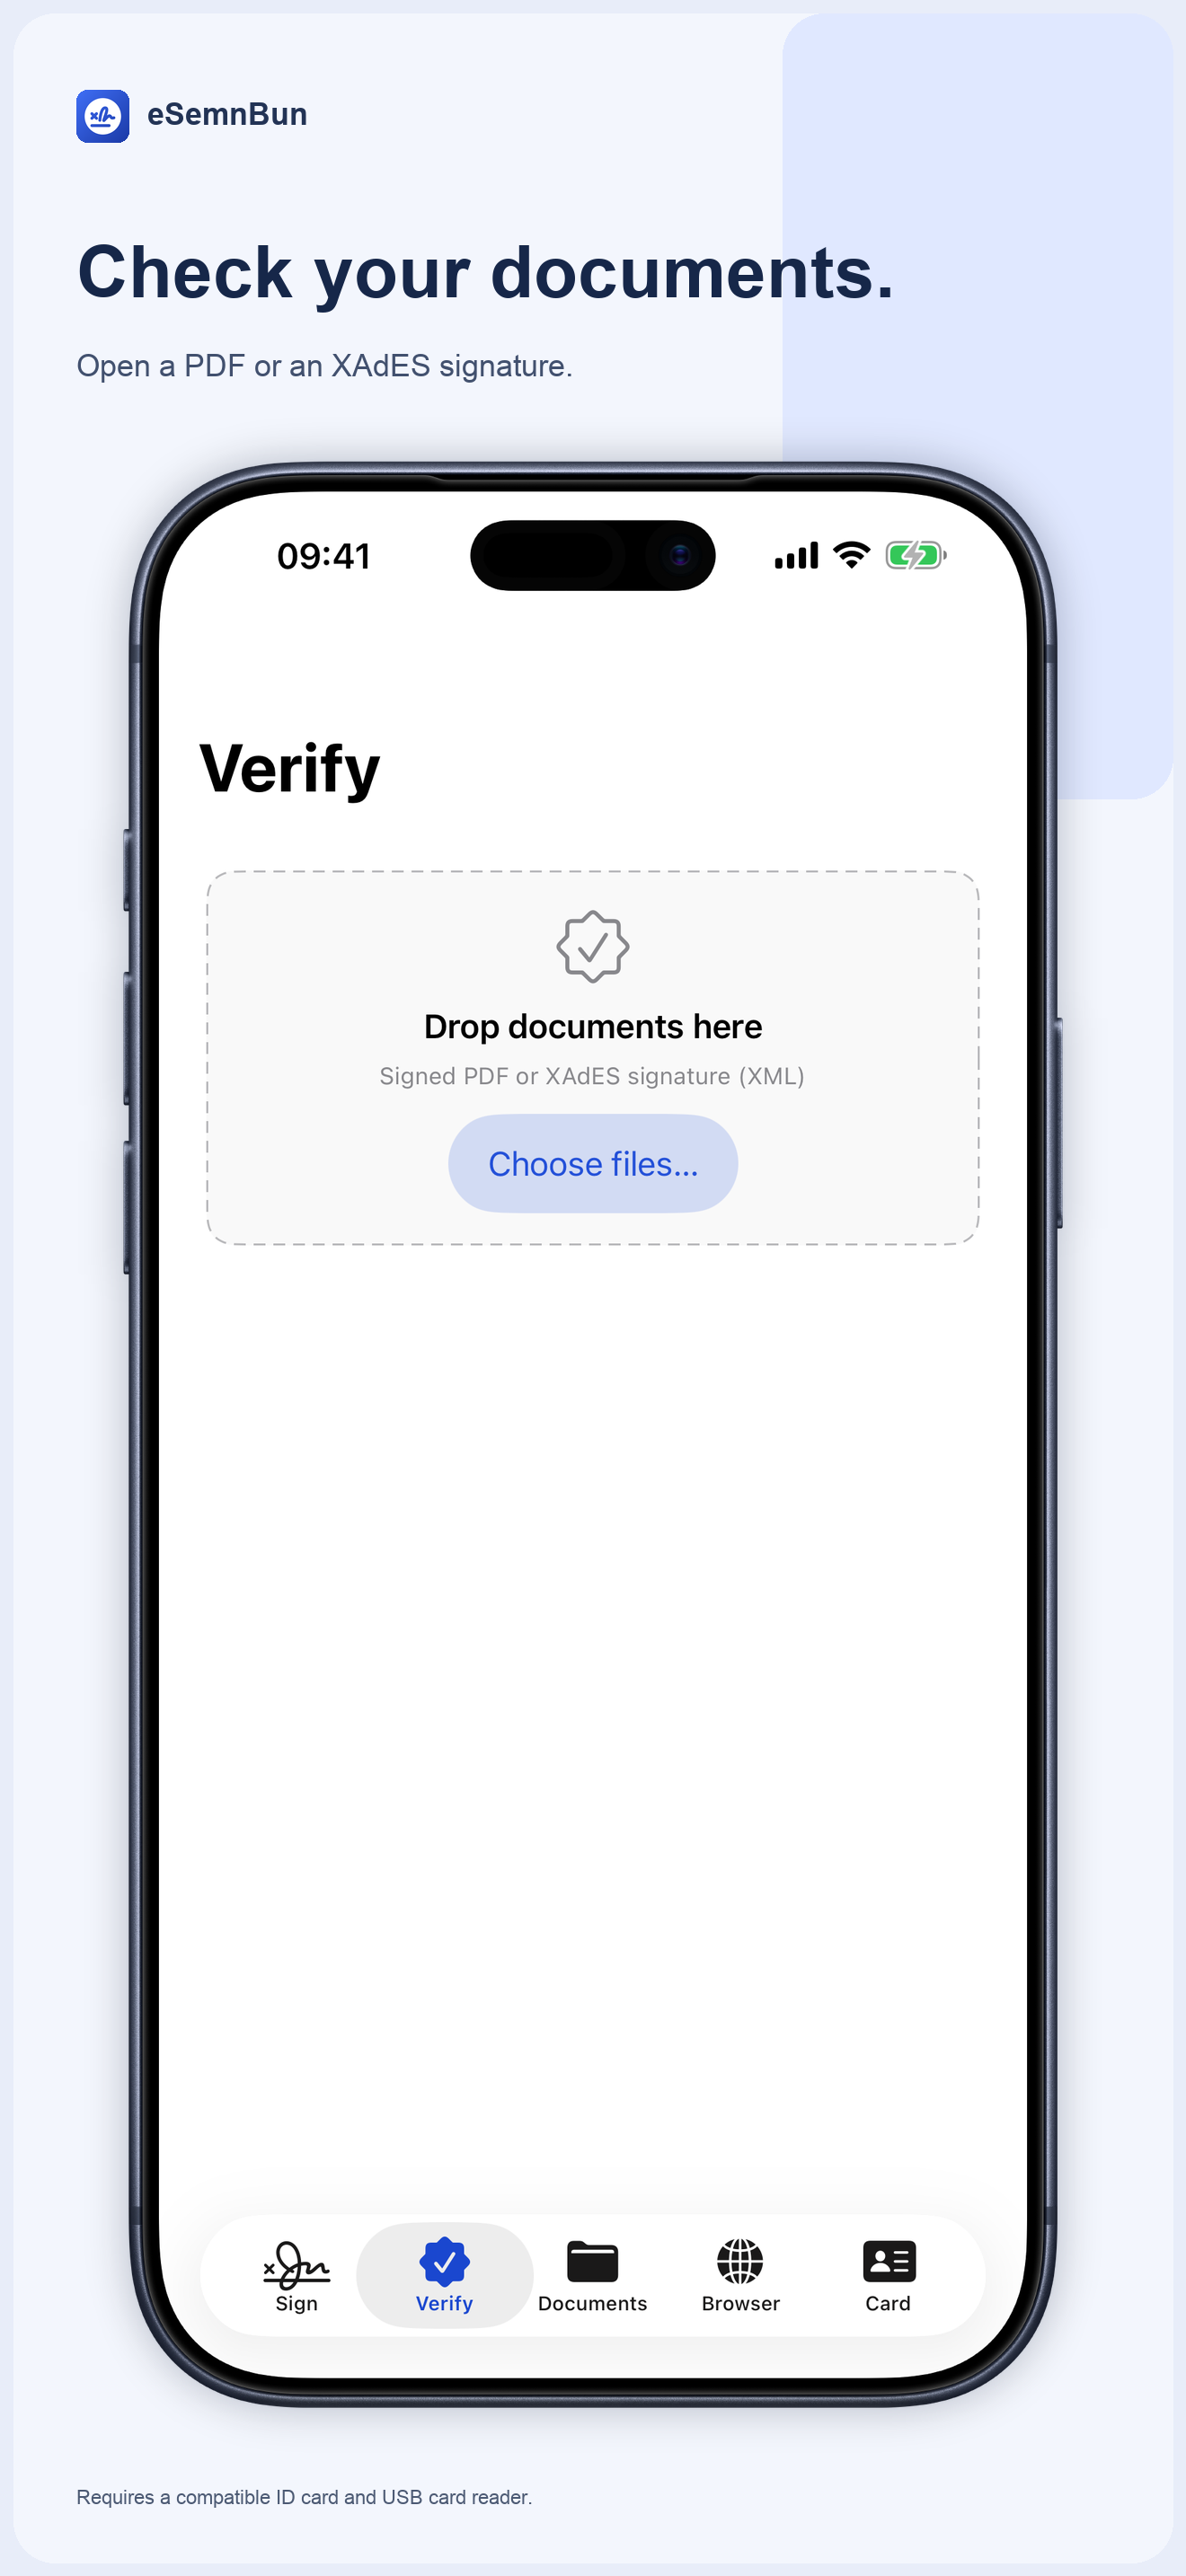 eSemnBun
Check your documents.
Open a PDF or an XAdES signature.
09:41
Verify
Drop documents here
Signed PDF or XAdES signature (XML)
Choose files...
Sign
Verify
Documents
Browser
Card
Requires a compatible ID card and USB card reader.